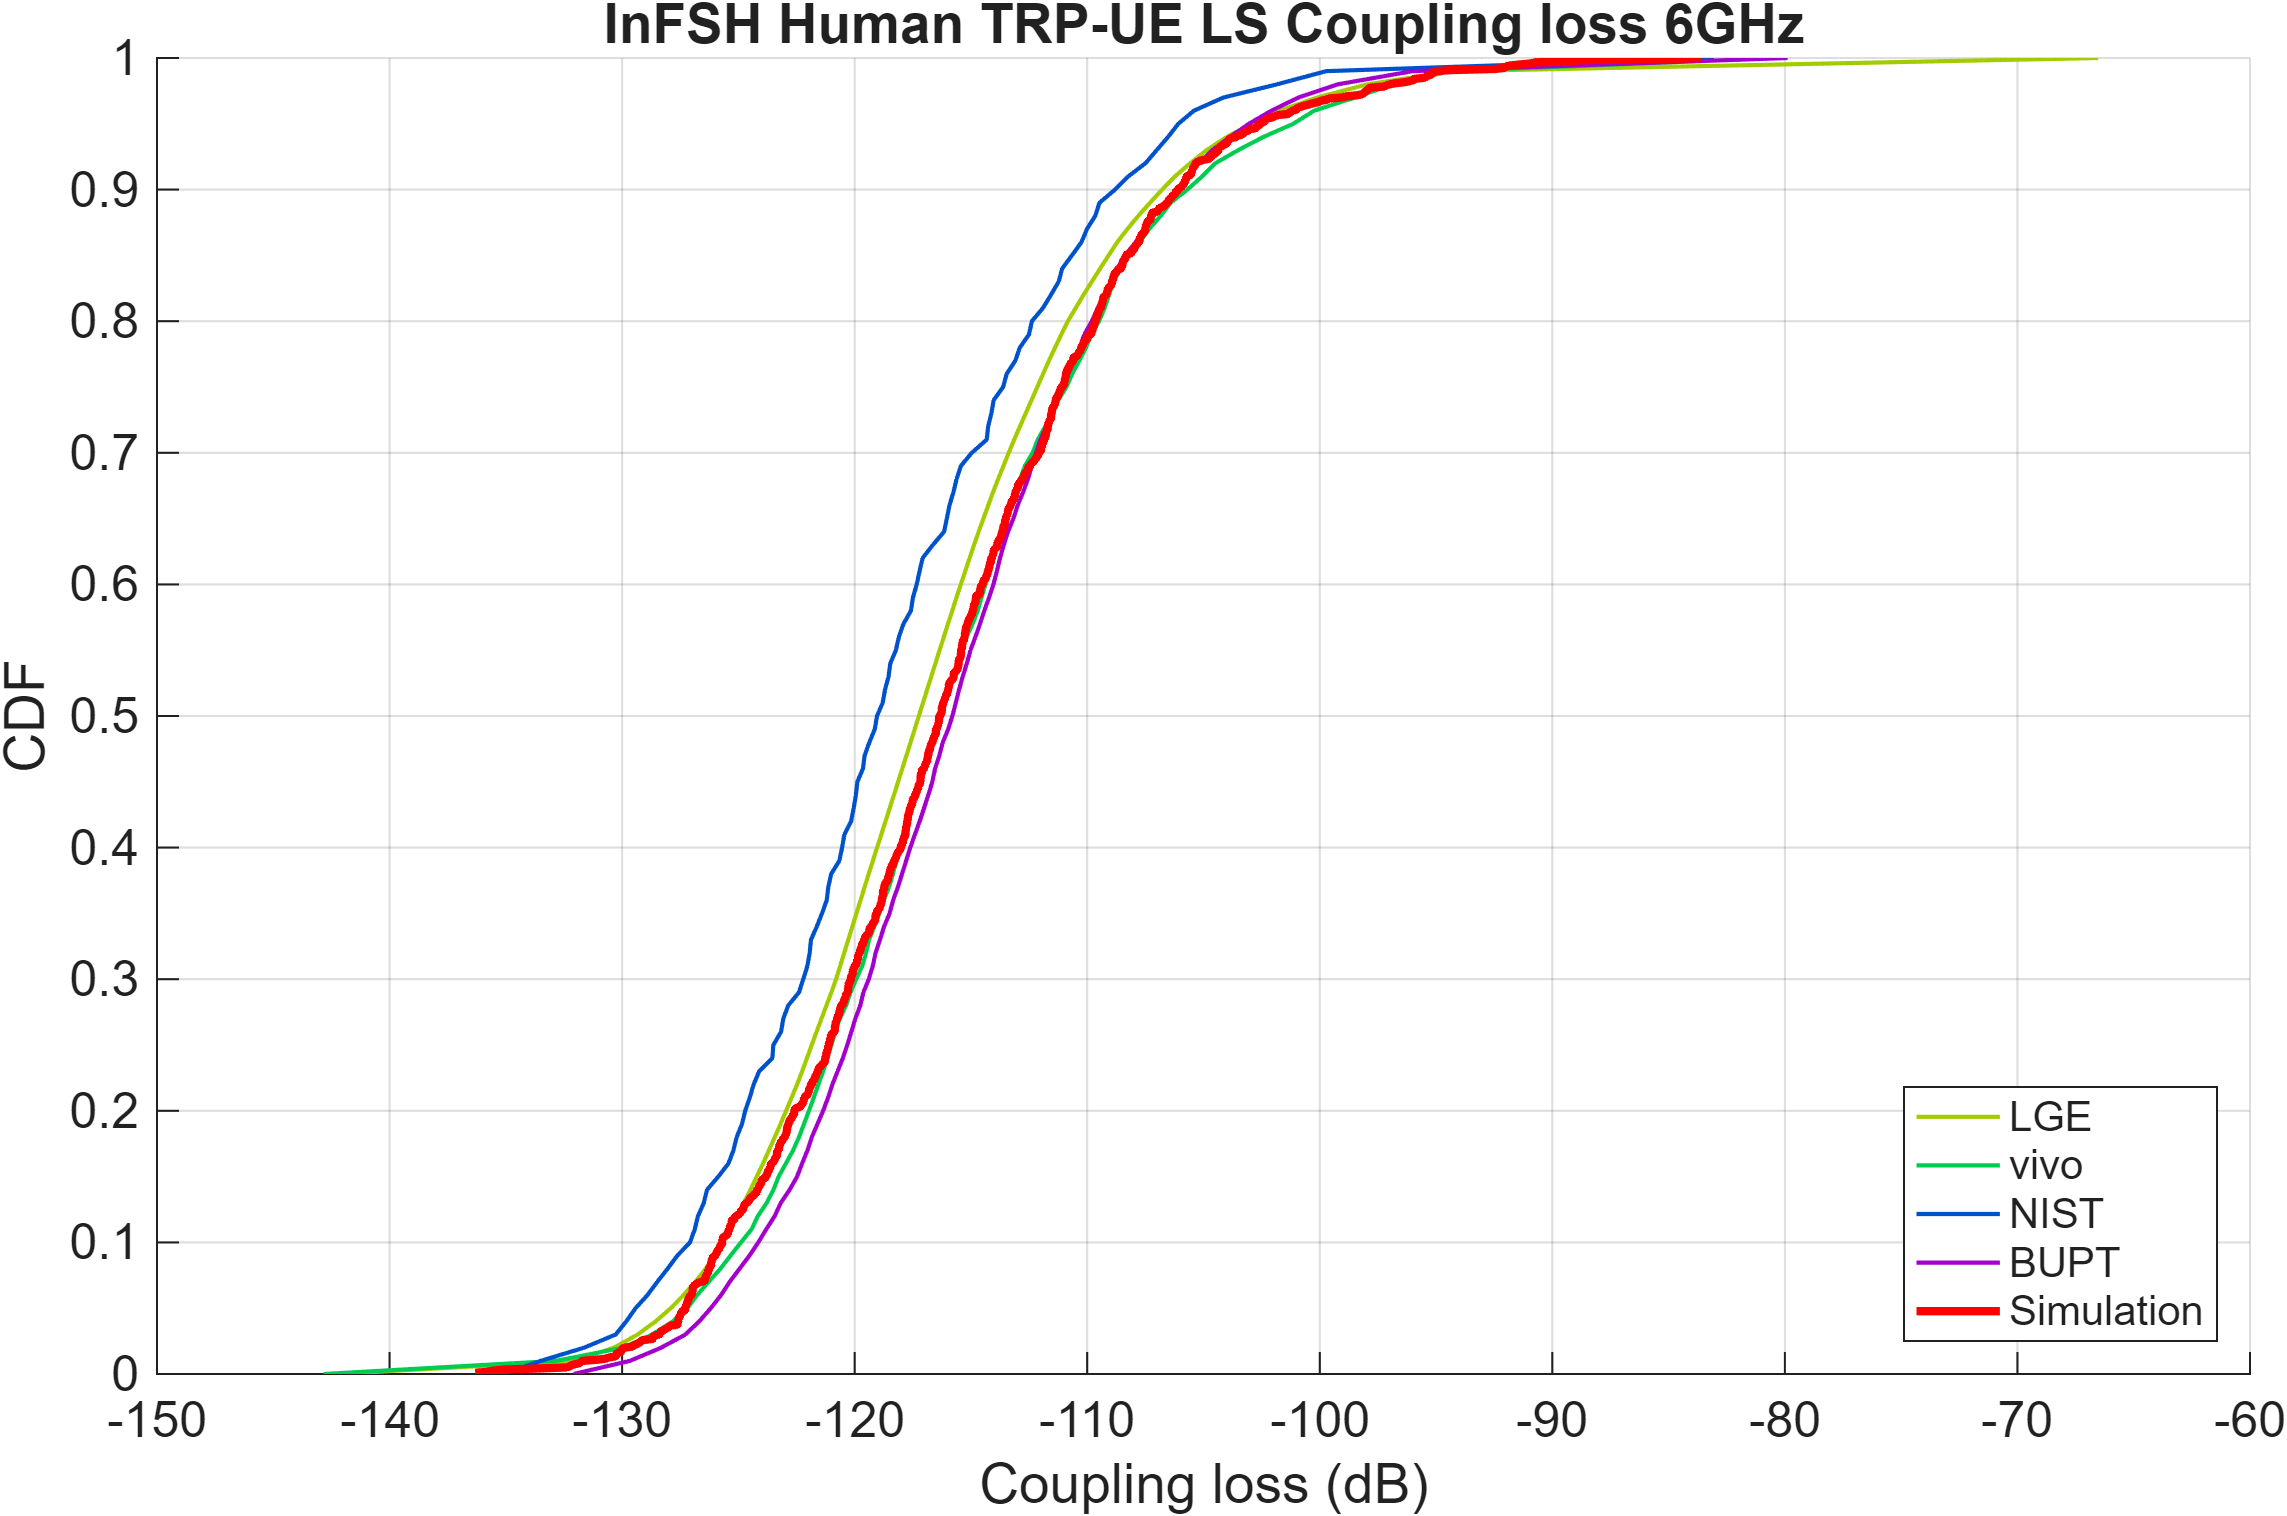 InFSH Human TRP-UE LS Coupling loss 6GHz
1
0.9
0.8
0.7
0.6
0.5
0.4
0.3
0.2
0.1
0
CDF
-150 -140 -130 -120 -110 -100 -90 -80 -70 -60
Coupling loss (dB)
LGE
vivo
NIST
BUPT
Simulation